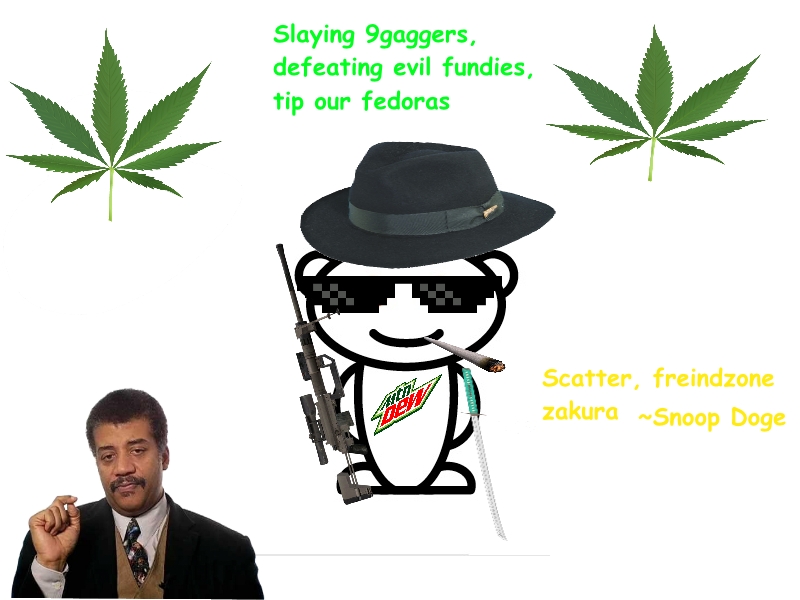 Slaying 9gaggers,
defeating evil fundies,
tip our fedoras
mtn
DEW
Scatter, freindzone
zakura ~Snoop Doge